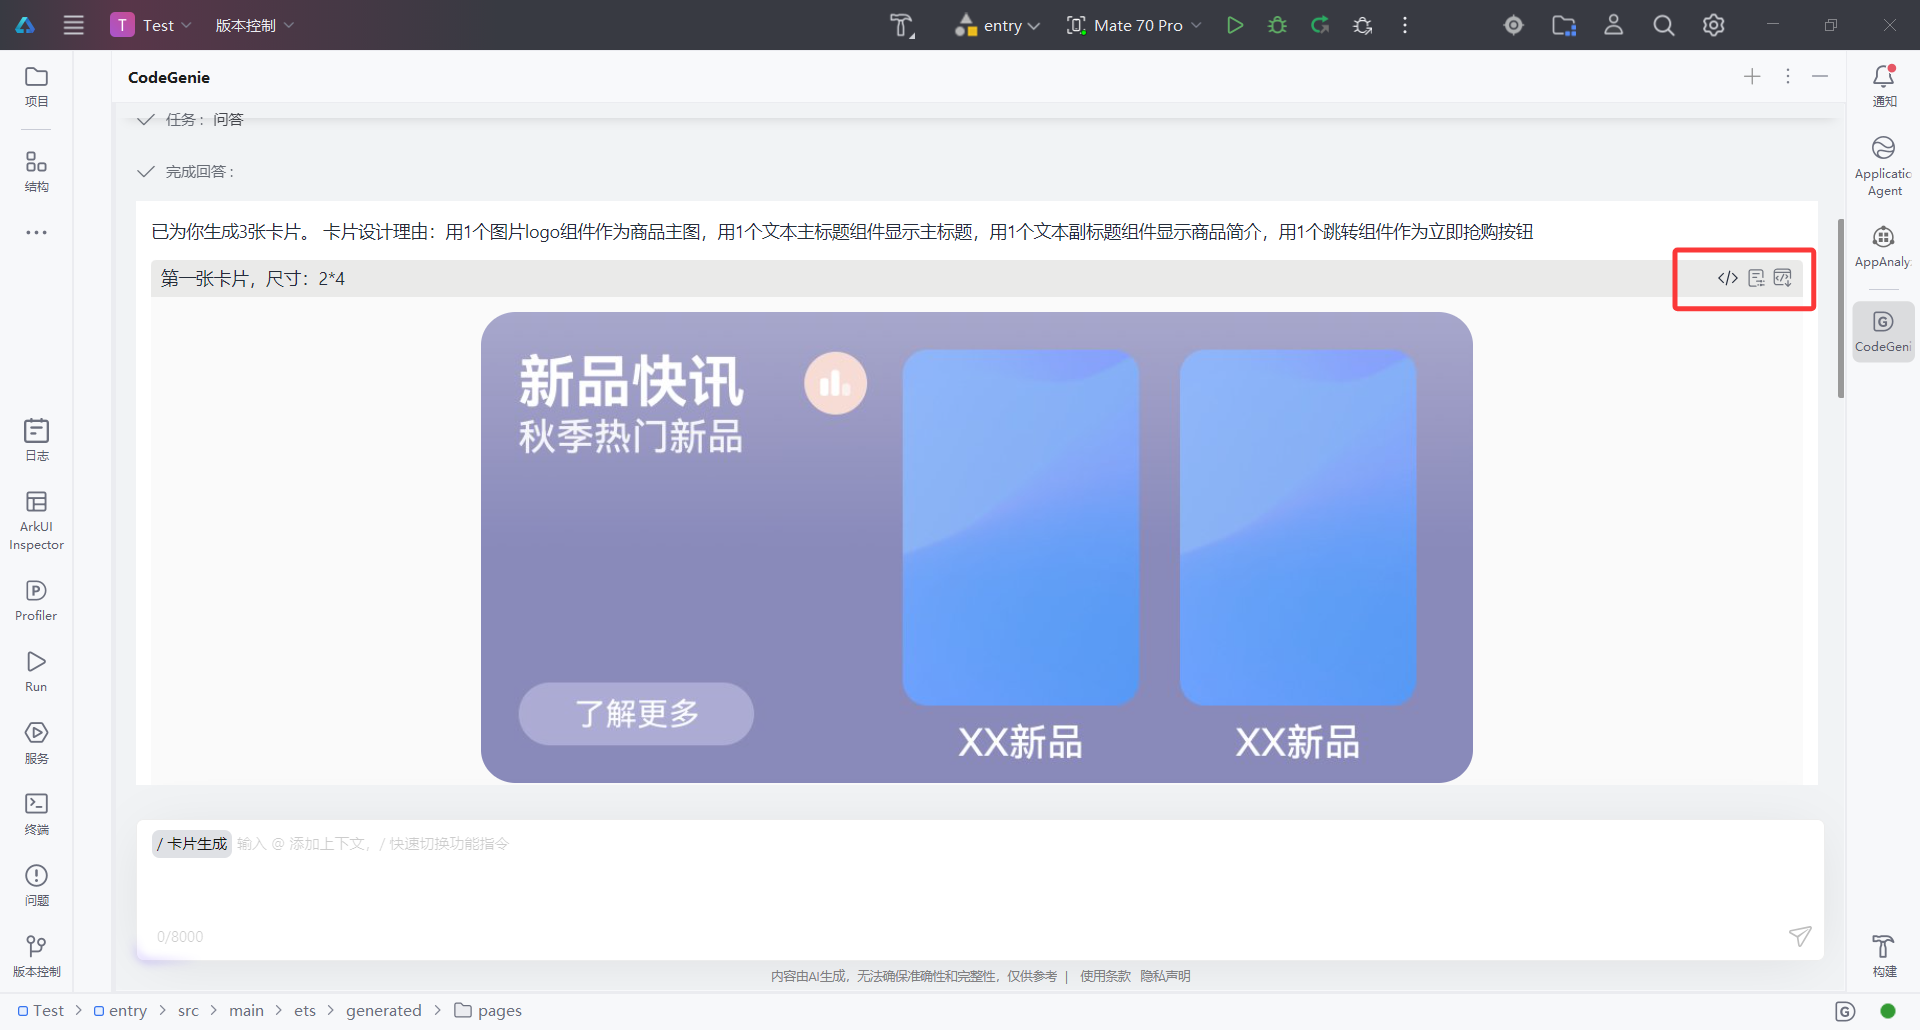 T Test 版本控制 entry Mate 70 Pro
CodeGenie
项目
结构
日志
ArkUI
Inspector
Profiler
Run
服务
终端
问题
版本控制
任务：问答
完成回答：
已为你生成3张卡片。 卡片设计理由：用1个图片logo组件作为商品主图，用1个文本主标题组件显示主标题，用1个文本副标题组件显示商品简介，用1个跳转组件作为立即抢购按钮
第一张卡片，尺寸：2*4
新品快讯
秋季热门新品
了解更多
XX新品
XX新品
/ 卡片生成 输入 @ 添加上下文，/ 快速切换功能指令
0/8000
内容由AI生成，无法确保准确性和完整性，仅供参考 | 使用条款 隐私声明
通知
Applicatic
Agent
AppAnaly
CodeGeni
构建
Test > entry > src > main > ets > generated > pages